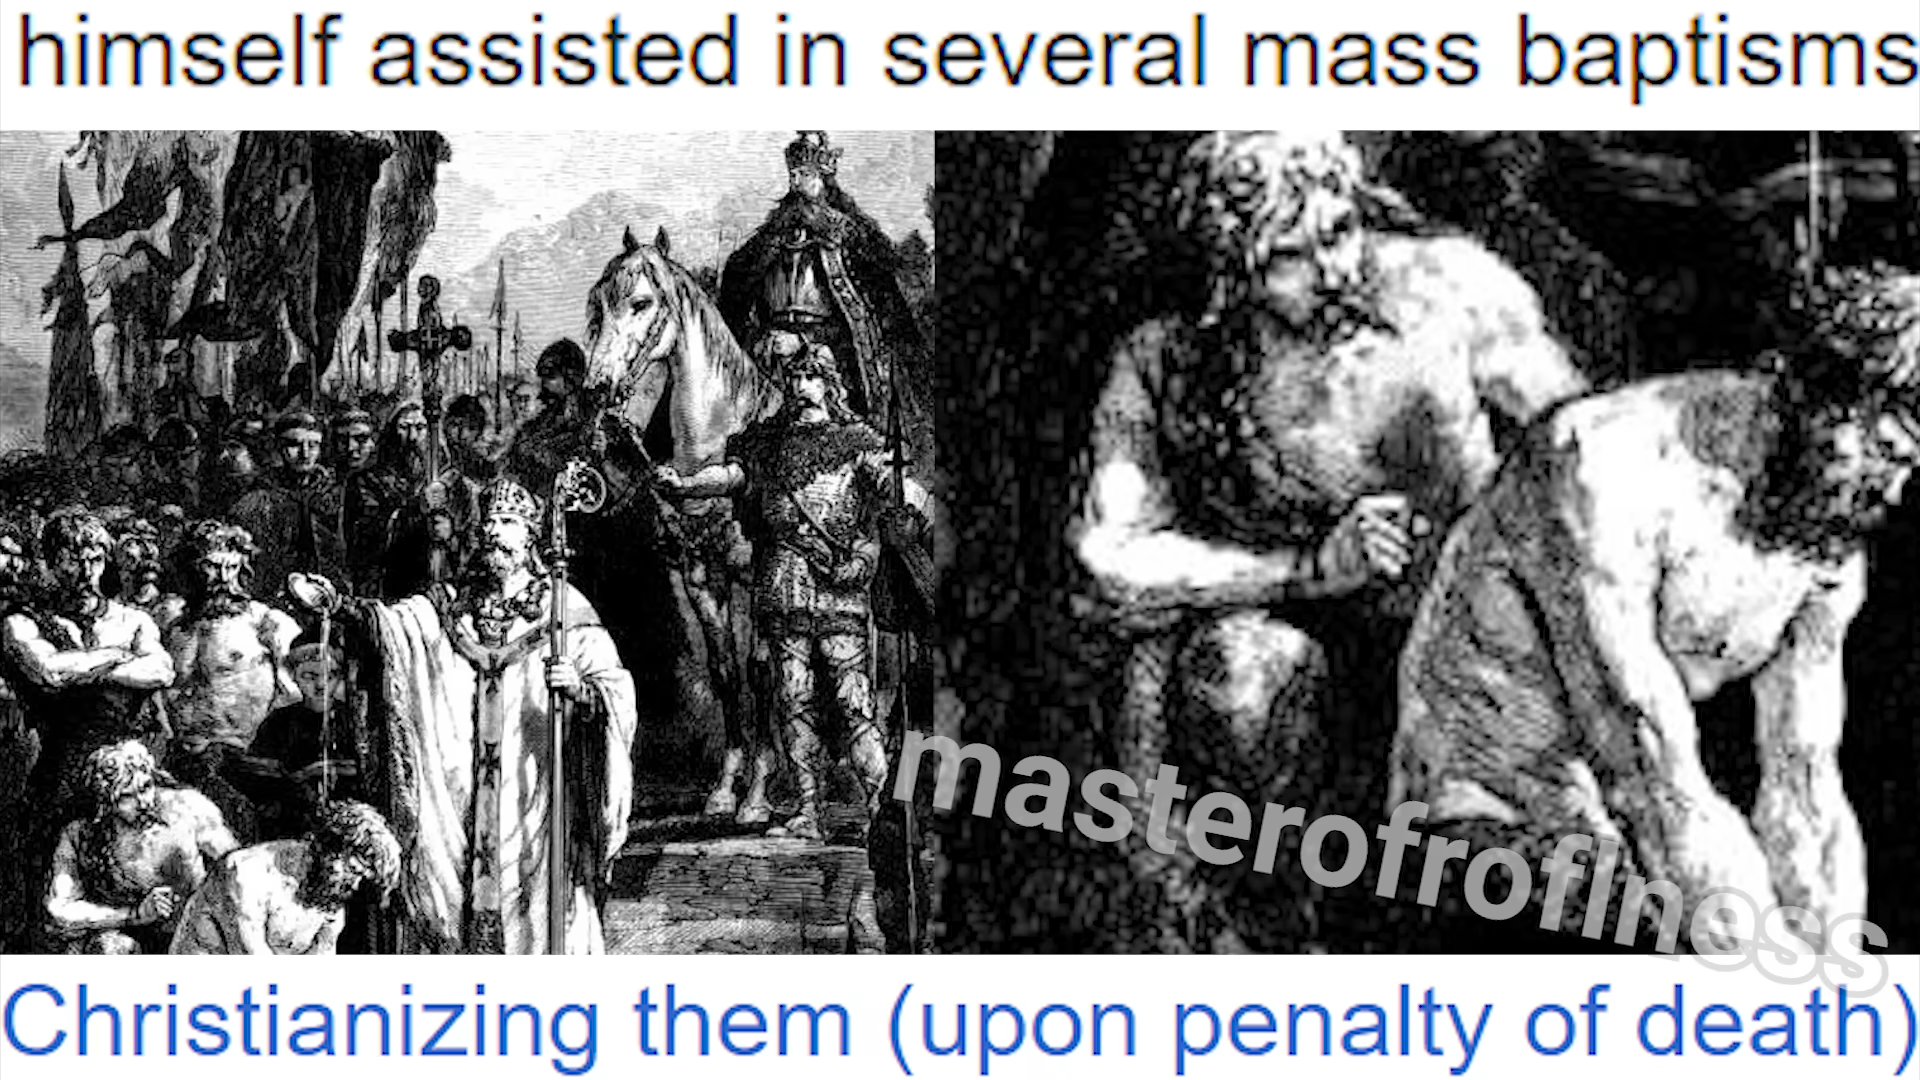 himself assisted in several mass baptisms
masterofroflness
Christianizing them (upon penalty of death)